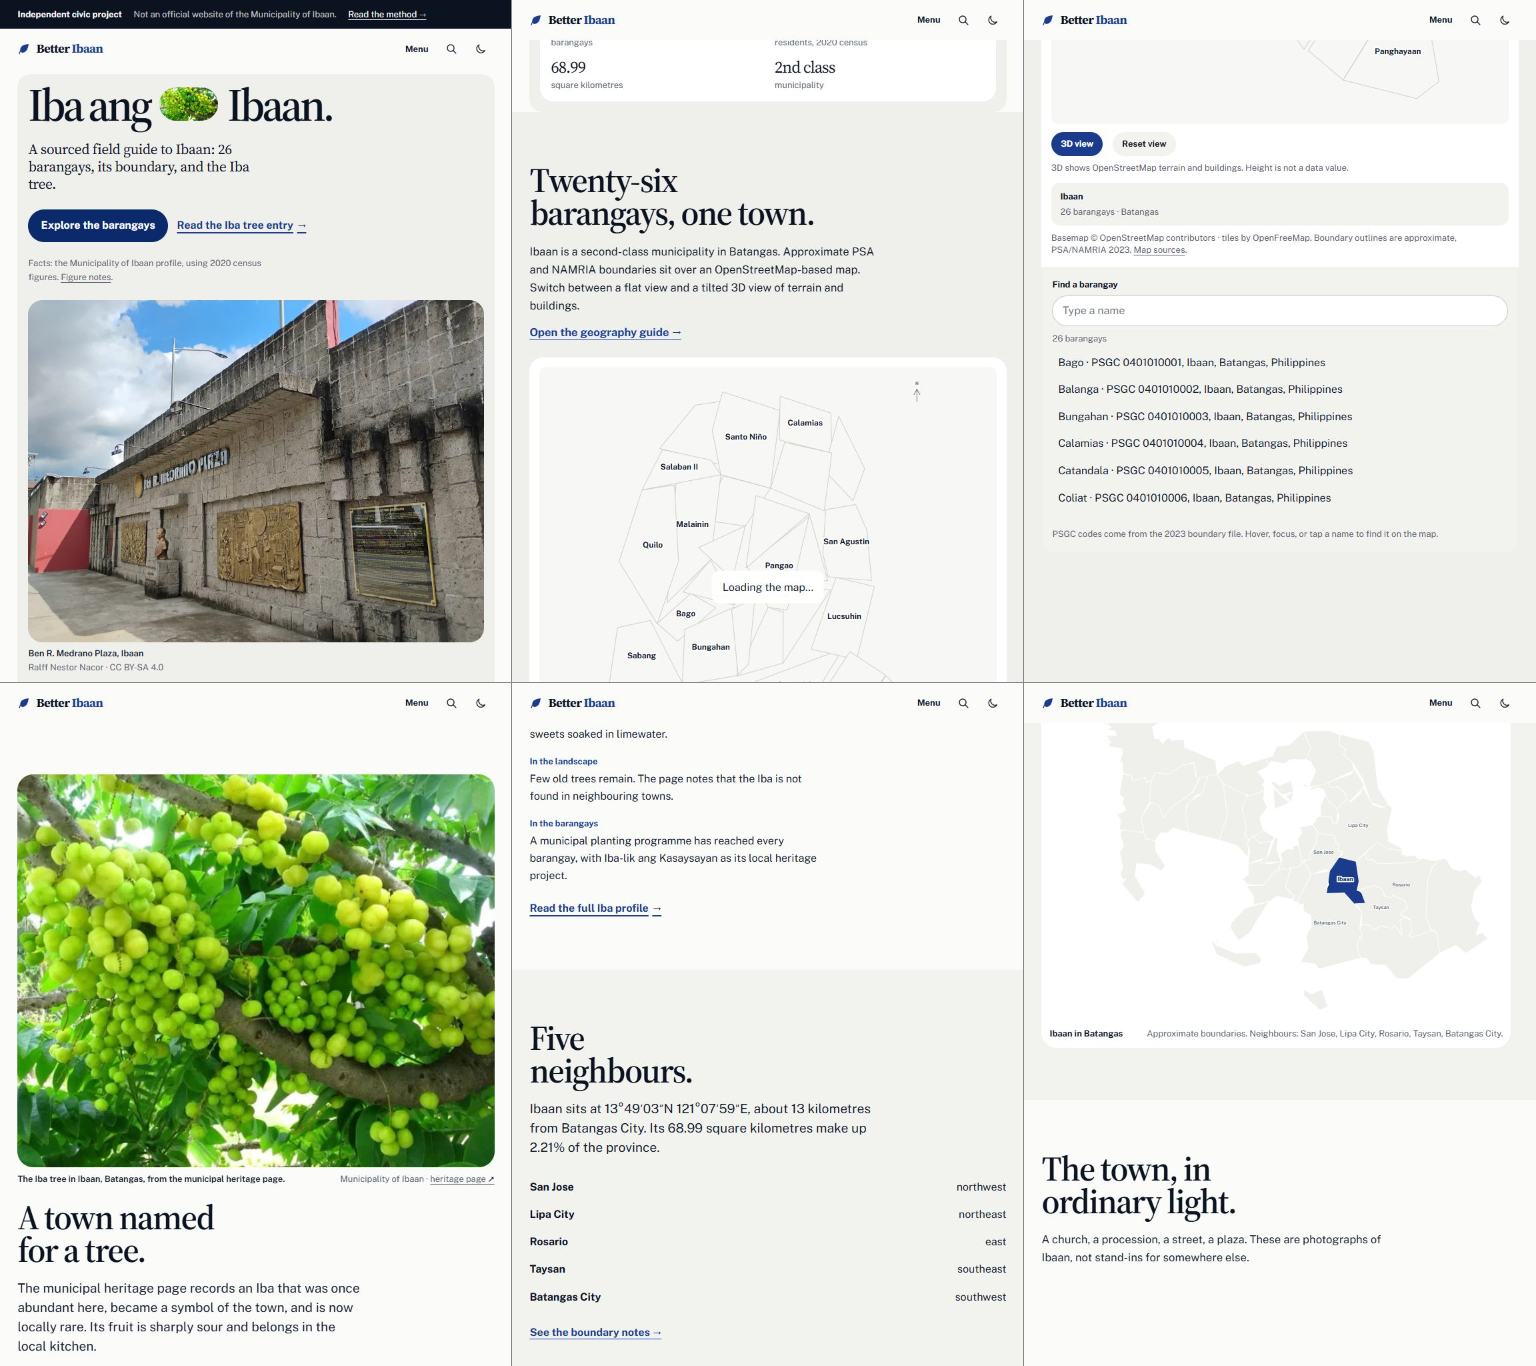 Independent civic project Not an official website of the Municipality of Ibaan. Read the method →
Better Ibaan Menu
Iba ang Ibaan.
A sourced field guide to Ibaan: 26
barangays, its boundary, and the Iba
tree.
Explore the barangays Read the Iba tree entry →
Facts: the Municipality of Ibaan profile, using 2020 census
figures. Figure notes.
BEN R. MEDRANO PLAZA
Ben R. Medrano Plaza, Ibaan
Ralff Nestor Nacor · CC BY-SA 4.0
Better Ibaan Menu
barangays residents, 2020 census
68.99 2nd class
square kilometres municipality
Twenty-six
barangays, one town.
Ibaan is a second-class municipality in Batangas. Approximate PSA
and NAMRIA boundaries sit over an OpenStreetMap-based map.
Switch between a flat view and a tilted 3D view of terrain and
buildings.
Open the geography guide →
Calamias
Santo Niño
Salaban II
Malainin
San Agustin
Quilo
Pangao
Loading the map...
Bago
Lucsuhin
Bungahan
Sabang
Better Ibaan Menu
Panghayaan
3D view Reset view
3D shows OpenStreetMap terrain and buildings. Height is not a data value.
Ibaan
26 barangays · Batangas
Basemap © OpenStreetMap contributors · tiles by OpenFreeMap. Boundary outlines are approximate,
PSA/NAMRIA 2023. Map sources.
Find a barangay
Type a name
26 barangays
Bago · PSGC 0401010001, Ibaan, Batangas, Philippines
Balanga · PSGC 0401010002, Ibaan, Batangas, Philippines
Bungahan · PSGC 0401010003, Ibaan, Batangas, Philippines
Calamias · PSGC 0401010004, Ibaan, Batangas, Philippines
Catandala · PSGC 0401010005, Ibaan, Batangas, Philippines
Coliat · PSGC 0401010006, Ibaan, Batangas, Philippines
PSGC codes come from the 2023 boundary file. Hover, focus, or tap a name to find it on the map.
Better Ibaan Menu
The Iba tree in Ibaan, Batangas, from the municipal heritage page. Municipality of Ibaan · heritage page ↗
A town named
for a tree.
The municipal heritage page records an Iba that was once
abundant here, became a symbol of the town, and is now
locally rare. Its fruit is sharply sour and belongs in the
local kitchen.
Better Ibaan Menu
sweets soaked in limewater.
In the landscape
Few old trees remain. The page notes that the Iba is not
found in neighbouring towns.
In the barangays
A municipal planting programme has reached every
barangay, with Iba-lik ang Kasaysayan as its local heritage
project.
Read the full Iba profile →
Five
neighbours.
Ibaan sits at 13°49′03″N 121°07′59″E, about 13 kilometres
from Batangas City. Its 68.99 square kilometres make up
2.21% of the province.
San Jose northwest
Lipa City northeast
Rosario east
Taysan southeast
Batangas City southwest
See the boundary notes →
Better Ibaan Menu
Lipa City
San Jose
Ibaan
Rosario
Taysan
Batangas City
Ibaan in Batangas Approximate boundaries. Neighbours: San Jose, Lipa City, Rosario, Taysan, Batangas City.
The town, in
ordinary light.
A church, a procession, a street, a plaza. These are photographs of
Ibaan, not stand-ins for somewhere else.